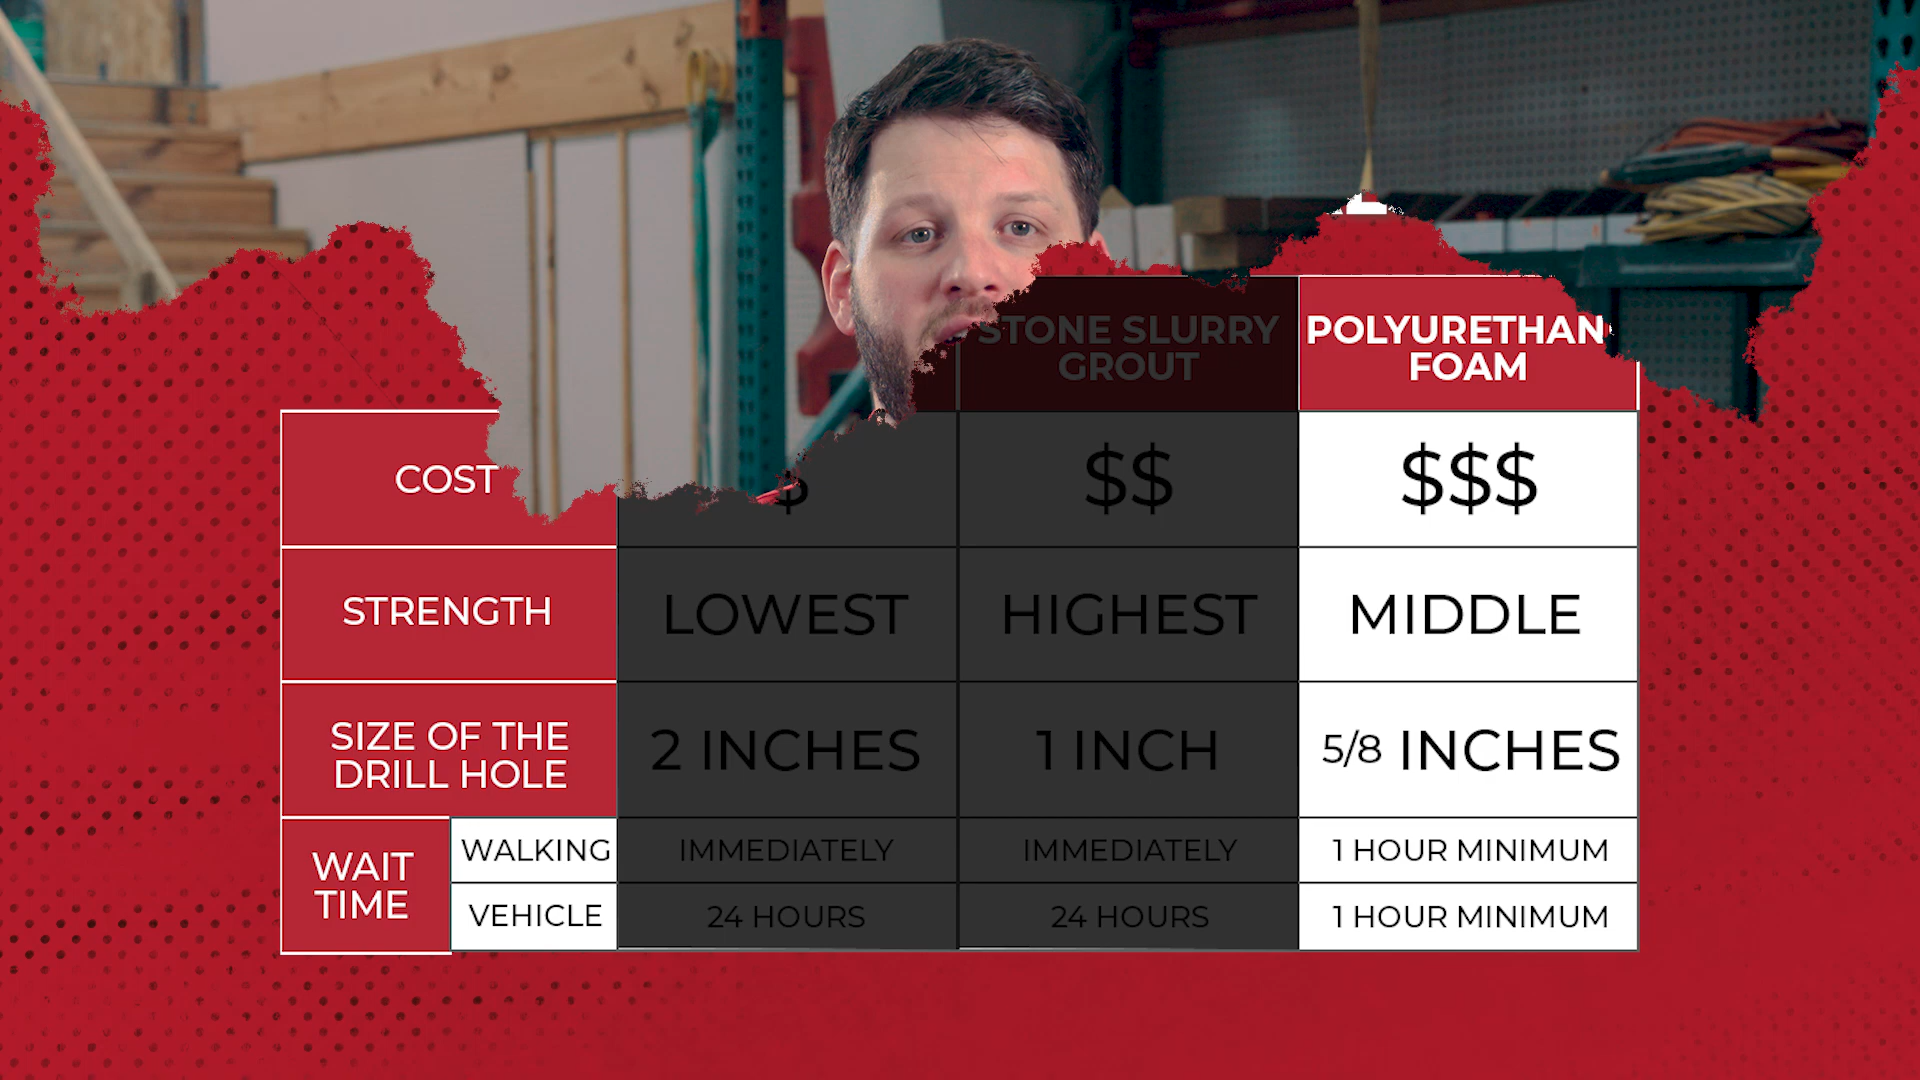 STONE SLURRY
GROUT
POLYURETHAN
FOAM
COST
$
$$
$$$
STRENGTH
LOWEST
HIGHEST
MIDDLE
SIZE OF THE
DRILL HOLE
2 INCHES
1 INCH
5/8 INCHES
WAIT
TIME
WALKING
IMMEDIATELY
IMMEDIATELY
1 HOUR MINIMUM
VEHICLE
24 HOURS
24 HOURS
1 HOUR MINIMUM